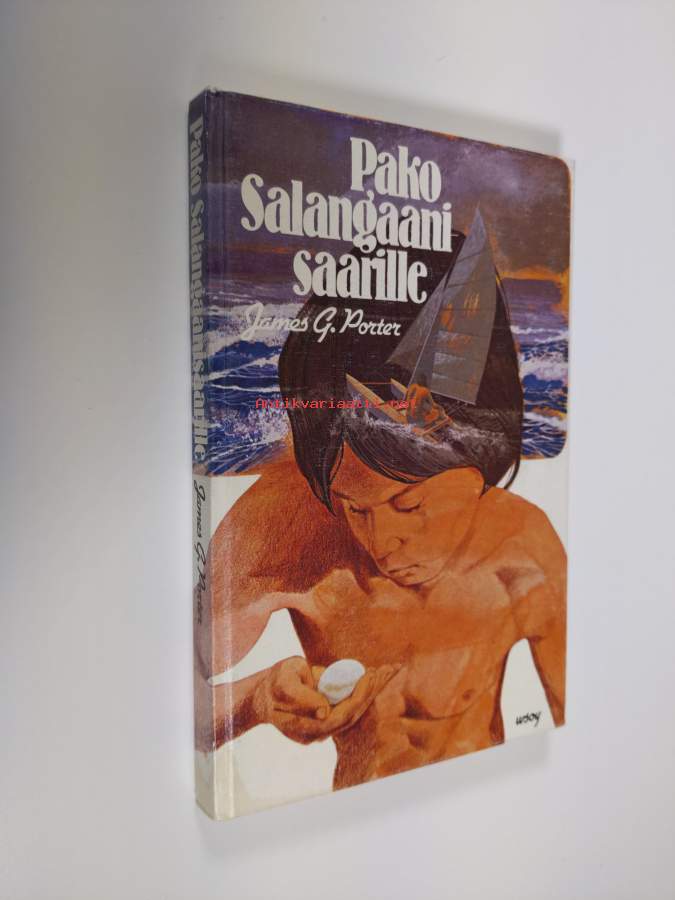 Pako
Salangaani
saarille
James G. Porter
Antikvariaatti.net
wsoy
Pako Salangaanisaarille
James G. Porter